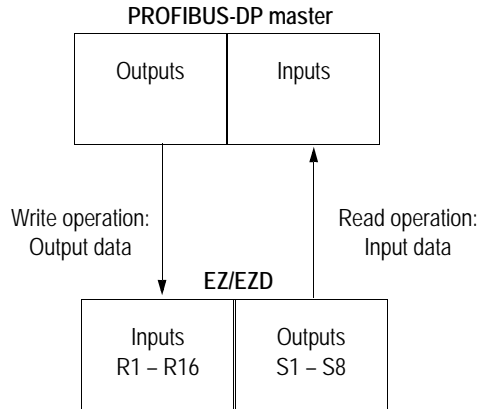 PROFIBUS-DP master
Outputs
Inputs
Write operation:
Output data
Read operation:
Input data
EZ/EZD
Inputs
R1 – R16
Outputs
S1 – S8